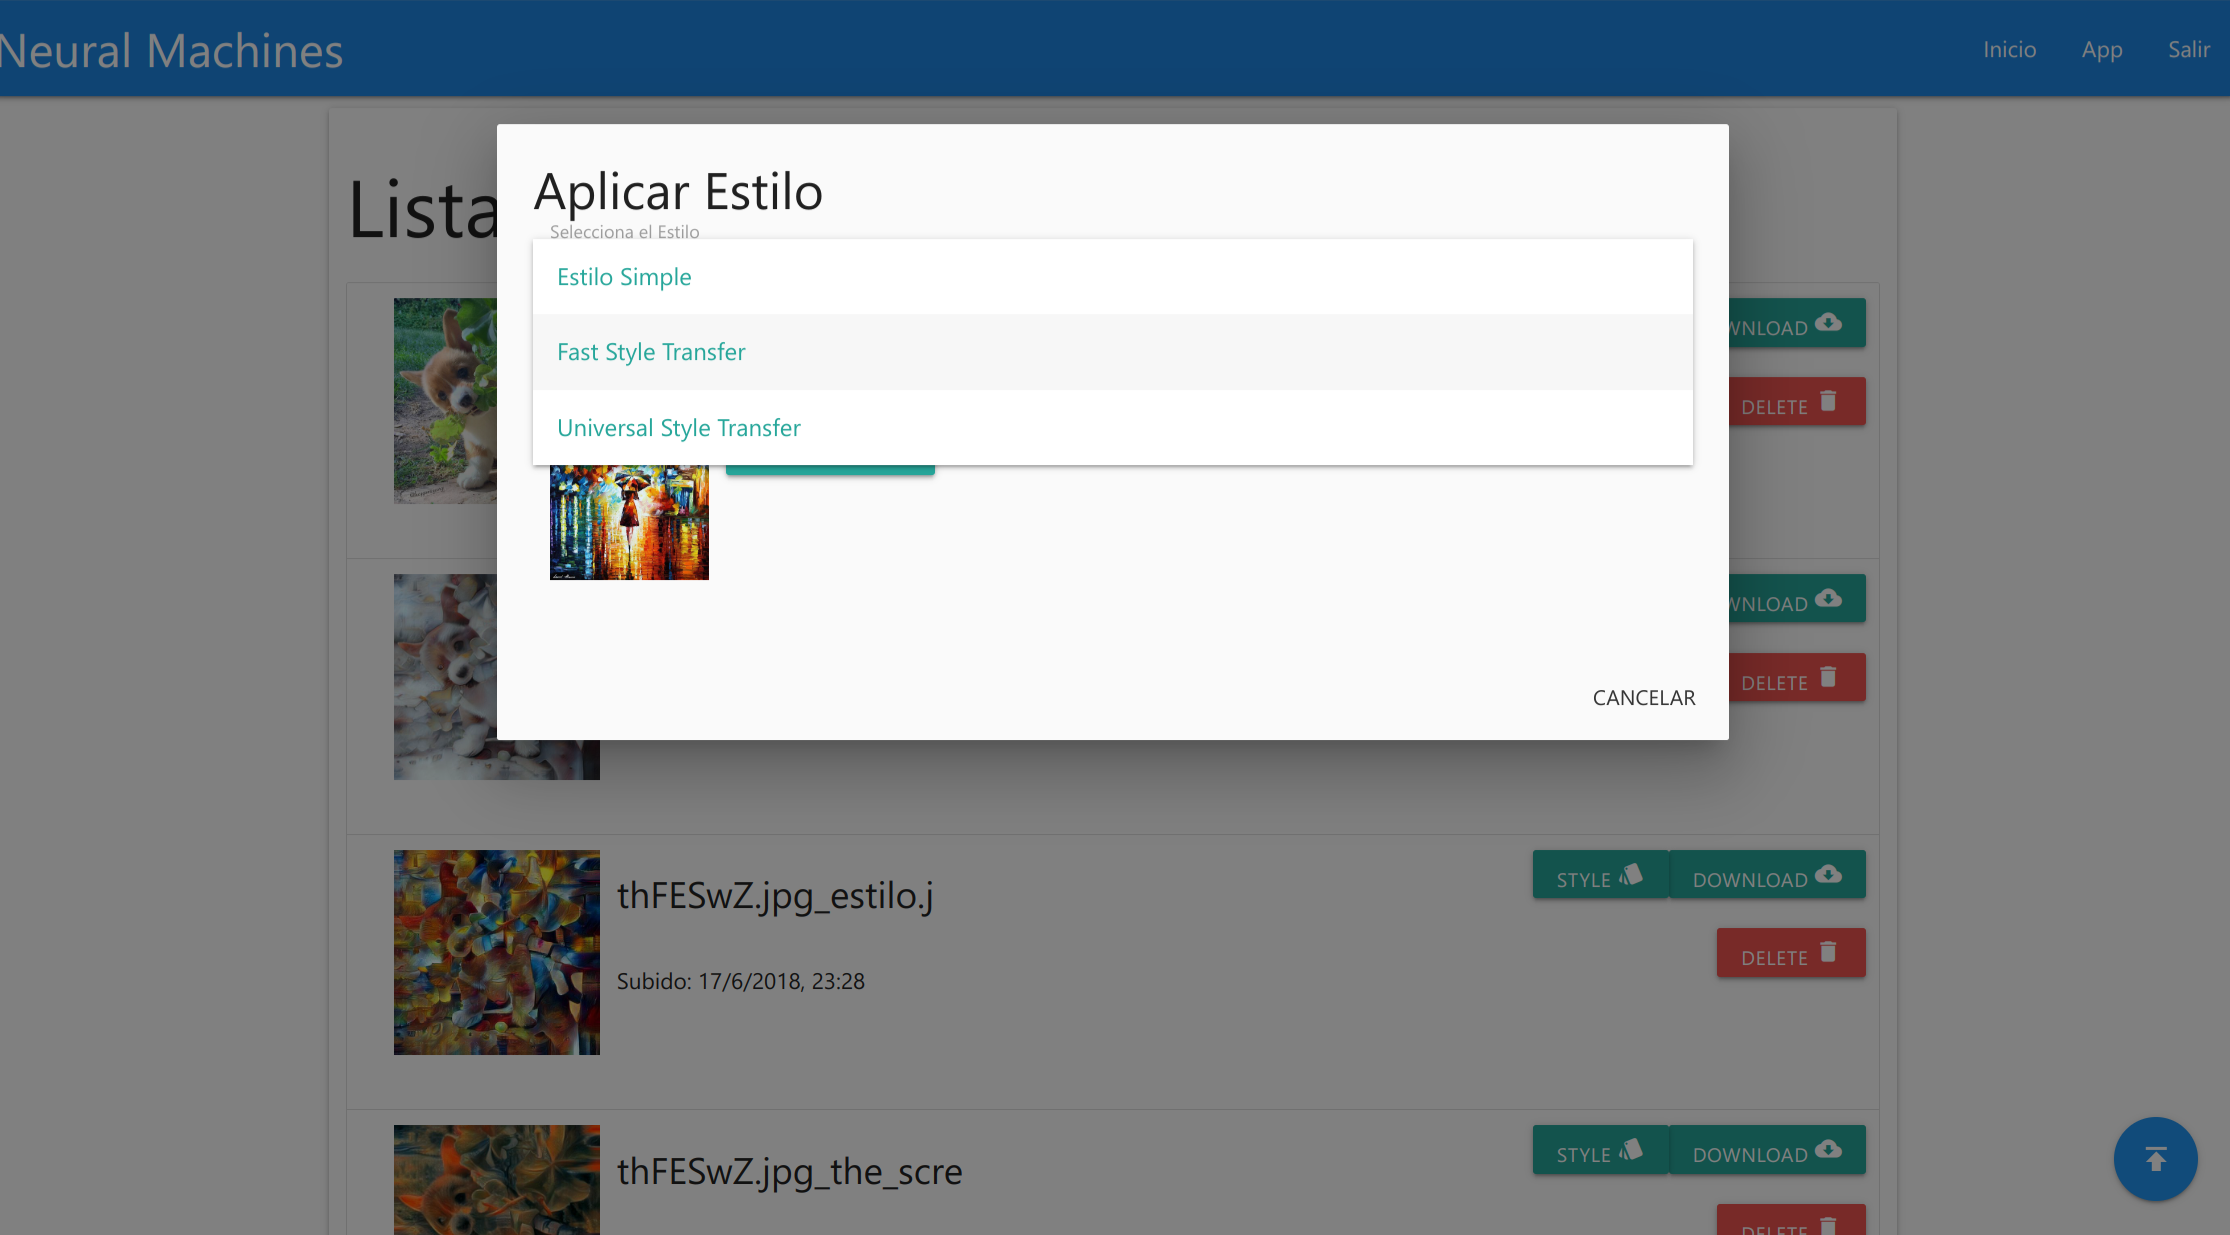 Neural Machines
Inicio App Salir
Lista
Aplicar Estilo
Selecciona el Estilo
Estilo Simple
Fast Style Transfer
Universal Style Transfer
CANCELAR
WNLOAD
DELETE
WNLOAD
DELETE
thFESwZ.jpg_estilo.j
Subido: 17/6/2018, 23:28
STYLE DOWNLOAD
DELETE
thFESwZ.jpg_the_scre
STYLE DOWNLOAD
DELETE